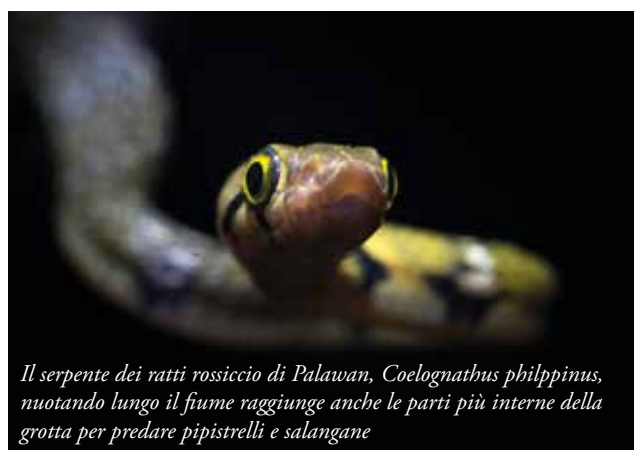 Il serpente dei ratti rossiccio di Palawan, Coelognathus philppinus,
nuotando lungo il fiume raggiunge anche le parti più interne della
grotta per predare pipistrelli e salangane